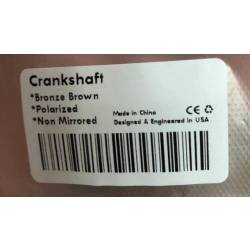 Crankshaft
*Bronze Brown
*Polarized
*Non Mirrored
Made in China
Designed & Engineered in USA.
CE